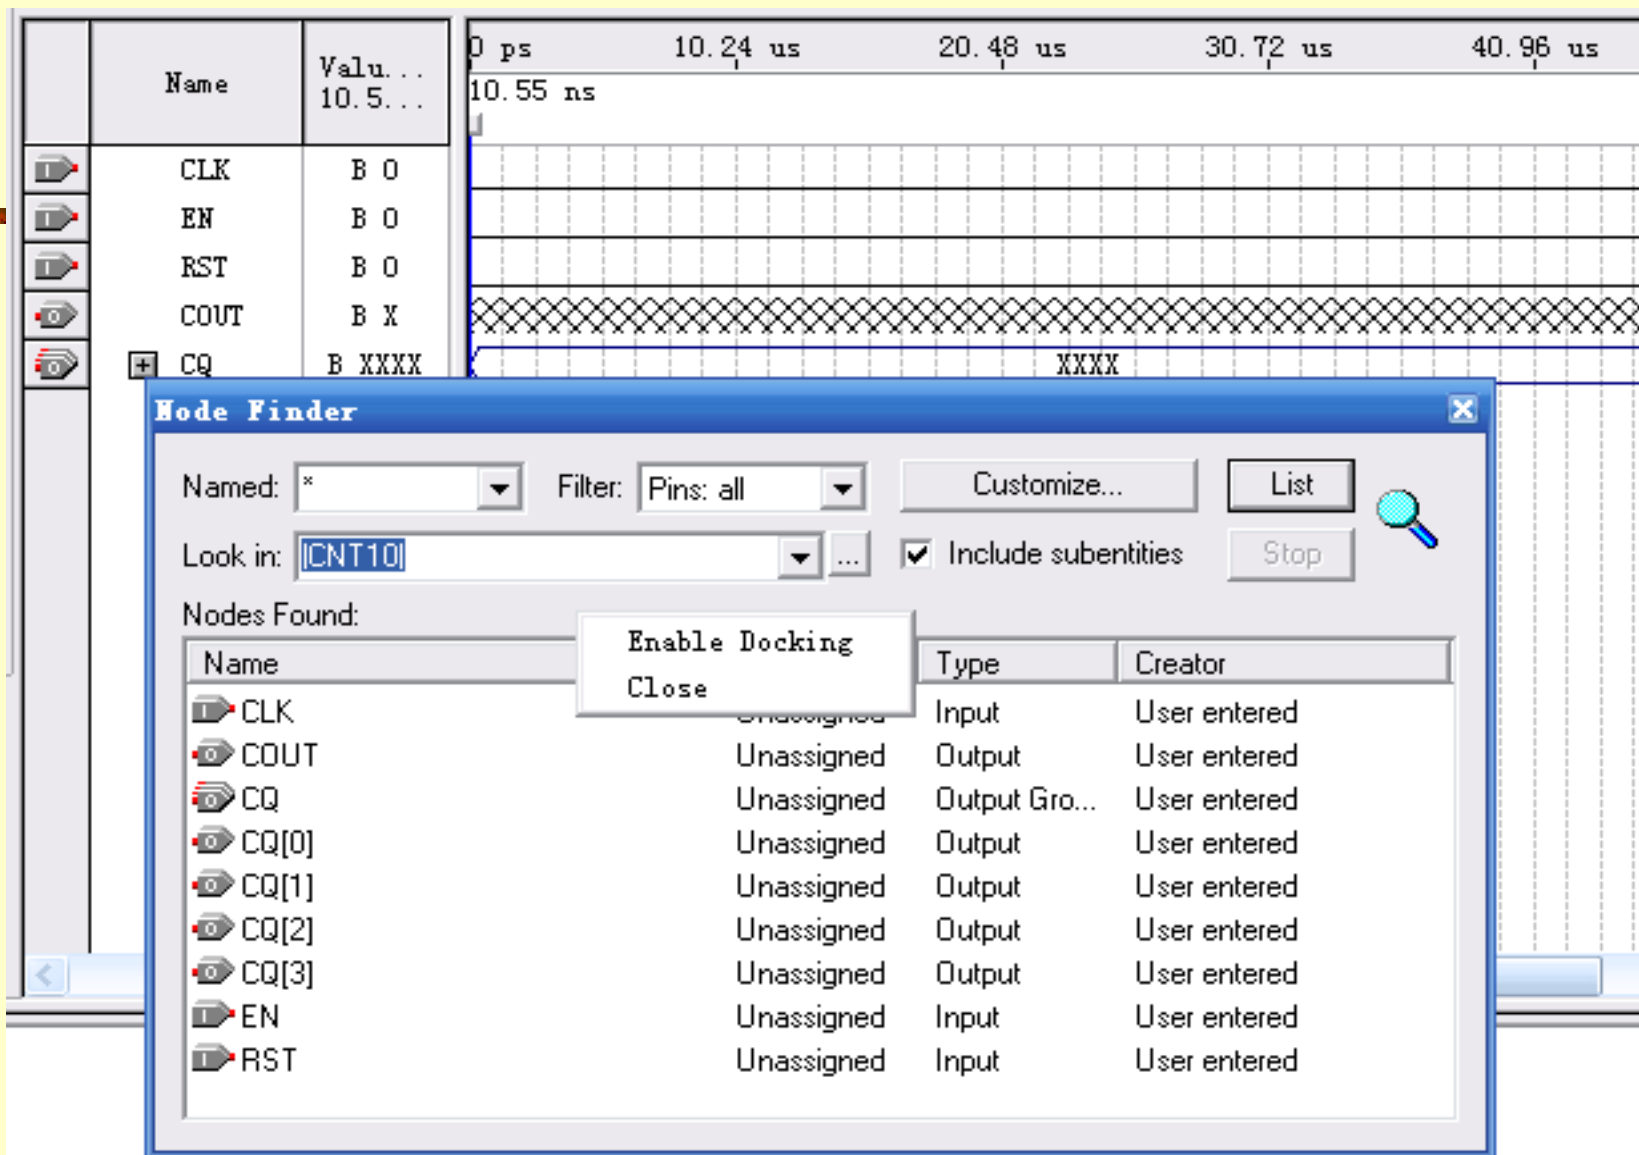 0 ps 10.24 us 20.48 us 30.72 us 40.96 us
Name Valu...
10.5... 10.55 ns
CLK B 0
EN B 0
RST B 0
COUT B X
+ CQ B XXXX XXXX
Node Finder
Named: * Filter: Pins: all Customize... List
Look in: |CNT10| ... Include subentities Stop
Nodes Found:
Enable Docking
Name Type Creator
Close
CLK Unassigned Input User entered
COUT Unassigned Output User entered
CQ Unassigned Output Gro... User entered
CQ[0] Unassigned Output User entered
CQ[1] Unassigned Output User entered
CQ[2] Unassigned Output User entered
CQ[3] Unassigned Output User entered
EN Unassigned Input User entered
RST Unassigned Input User entered